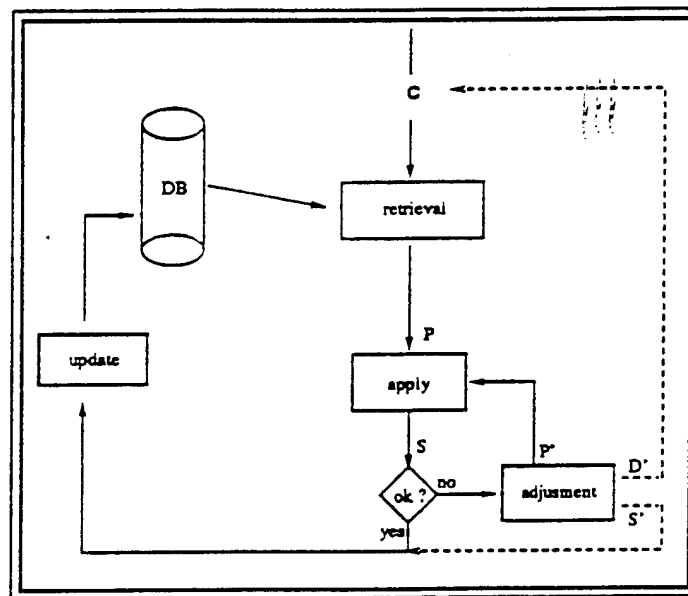 C
DB
retrieval
P
update
apply
S
P'
D'
ok ?
no
adjusment
S'
yes